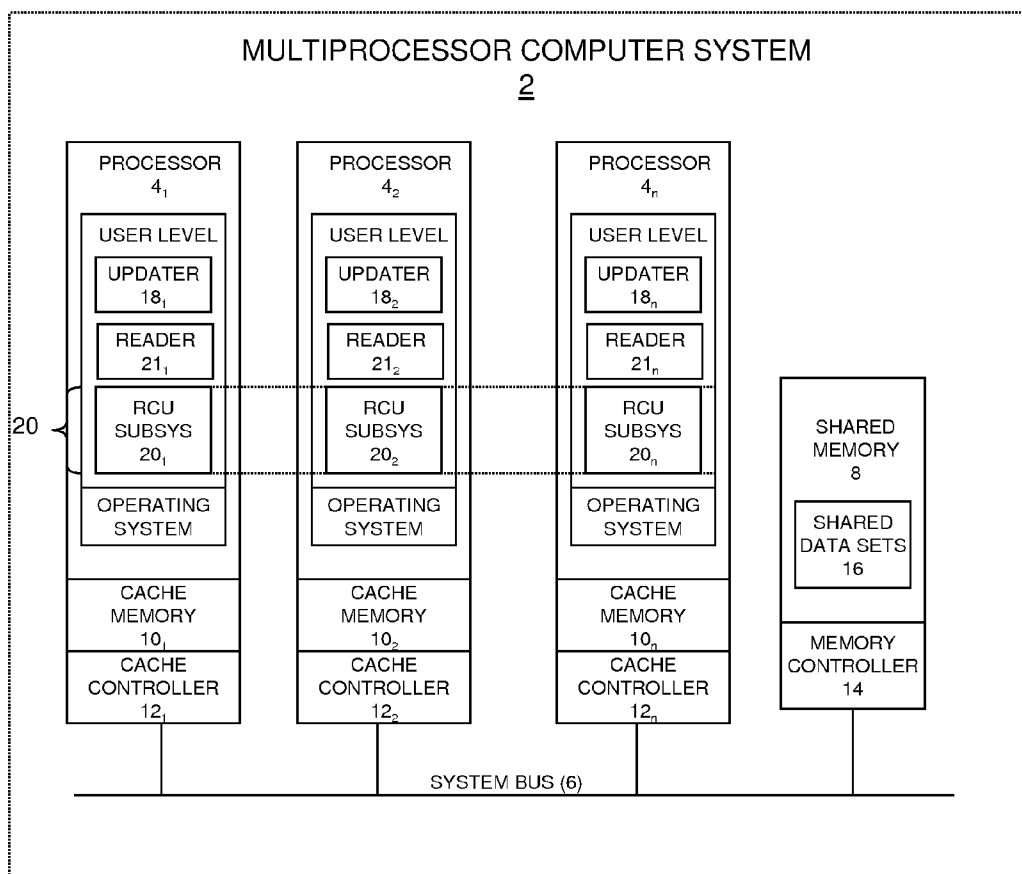 MULTIPROCESSOR COMPUTER SYSTEM
2
PROCESSOR
4₁
USER LEVEL
UPDATER
18₁
READER
21₁
RCU
SUBSYS
20₁
OPERATING
SYSTEM
CACHE
MEMORY
10₁
CACHE
CONTROLLER
12₁
PROCESSOR
4₂
USER LEVEL
UPDATER
18₂
READER
21₂
RCU
SUBSYS
20₂
OPERATING
SYSTEM
CACHE
MEMORY
10₂
CACHE
CONTROLLER
12₂
PROCESSOR
4ₙ
USER LEVEL
UPDATER
18ₙ
READER
21ₙ
RCU
SUBSYS
20ₙ
OPERATING
SYSTEM
CACHE
MEMORY
10ₙ
CACHE
CONTROLLER
12ₙ
20
SHARED
MEMORY
8
SHARED
DATA SETS
16
MEMORY
CONTROLLER
14
SYSTEM BUS (6)